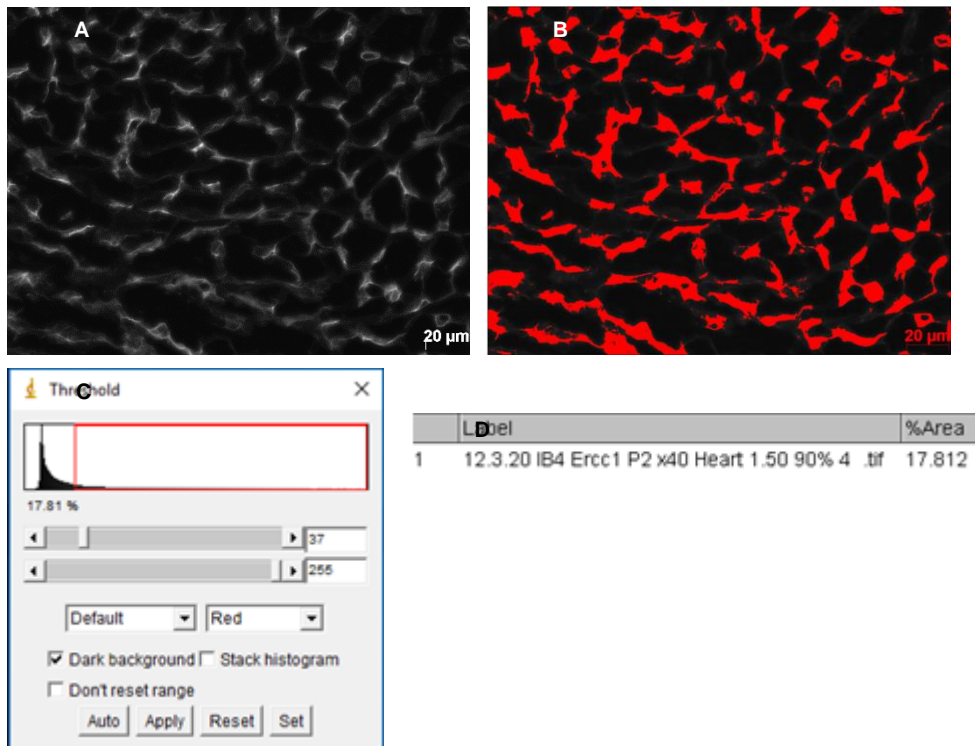 A
20 µm
B
20 µm
C
Threshold
17.81 %
37
255
Default Red
Dark background Stack histogram
Don't reset range
Auto Apply Reset Set
D
Label %Area
1 12.3.20 IB4 Ercc1 P2 x40 Heart 1.50 90% 4 .tif 17.812